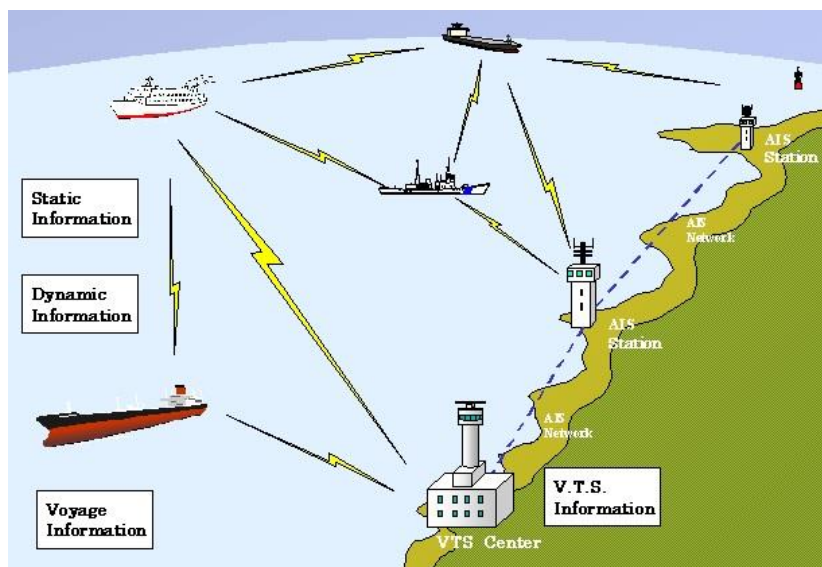 AIS
Station
Static
Information
AIS
Network
Dynamic
Information
AIS
Station
AIS
Network
V.T.S.
Information
Voyage
Information
VTS Center